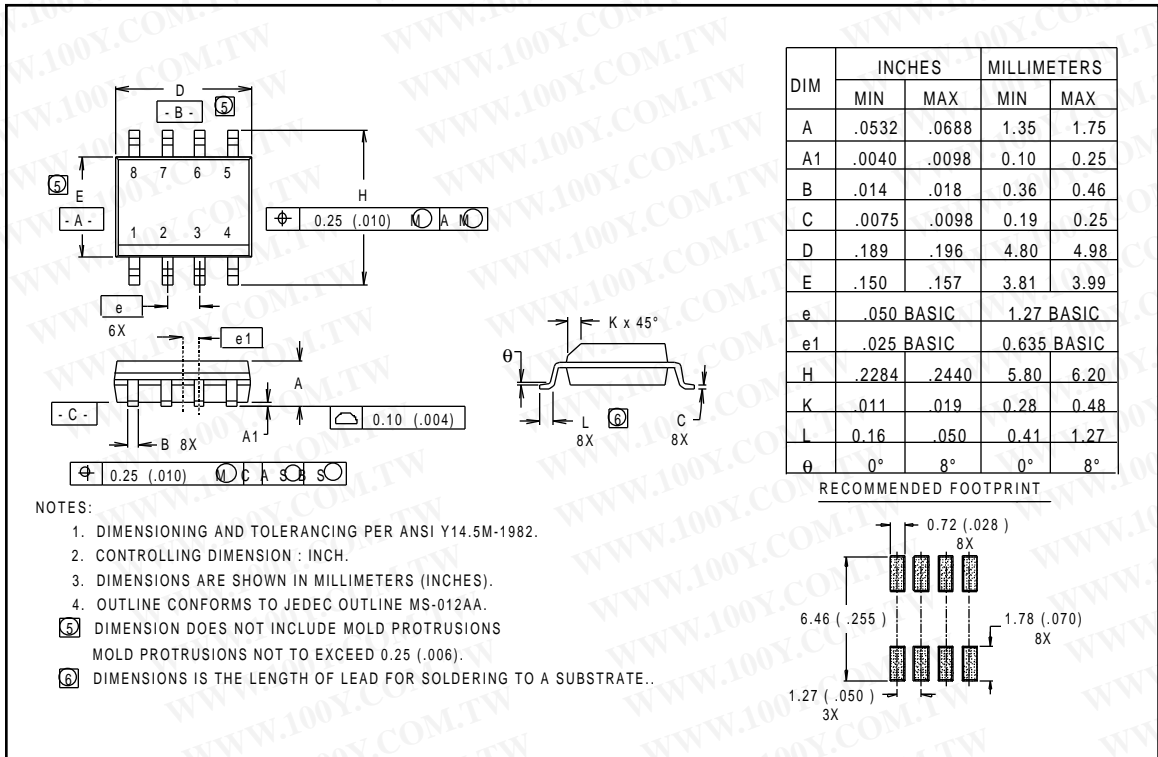 D
- B -
5
8 7 6 5
5
E
H
- A -
0.25 (.010) M A M
1 2 3 4
e
6X
e1
K x 45°
θ
A
- C -
L
8X
6
C
8X
0.10 (.004)
B 8X
A1
0.25 (.010) M C A S B S
DIM INCHES MILLIMETERS
MIN MAX MIN MAX
A .0532 .0688 1.35 1.75
A1 .0040 .0098 0.10 0.25
B .014 .018 0.36 0.46
C .0075 .0098 0.19 0.25
D .189 .196 4.80 4.98
E .150 .157 3.81 3.99
e .050 BASIC 1.27 BASIC
e1 .025 BASIC 0.635 BASIC
H .2284 .2440 5.80 6.20
K .011 .019 0.28 0.48
L 0.16 .050 0.41 1.27
θ 0° 8° 0° 8°
RECOMMENDED FOOTPRINT
0.72 (.028 )
8X
6.46 ( .255 )
1.78 (.070)
8X
1.27 ( .050 )
3X
NOTES:
1. DIMENSIONING AND TOLERANCING PER ANSI Y14.5M-1982.
2. CONTROLLING DIMENSION : INCH.
3. DIMENSIONS ARE SHOWN IN MILLIMETERS (INCHES).
4. OUTLINE CONFORMS TO JEDEC OUTLINE MS-012AA.
5 DIMENSION DOES NOT INCLUDE MOLD PROTRUSIONS
MOLD PROTRUSIONS NOT TO EXCEED 0.25 (.006).
6 DIMENSIONS IS THE LENGTH OF LEAD FOR SOLDERING TO A SUBSTRATE..
WWW.100Y.COM.TW